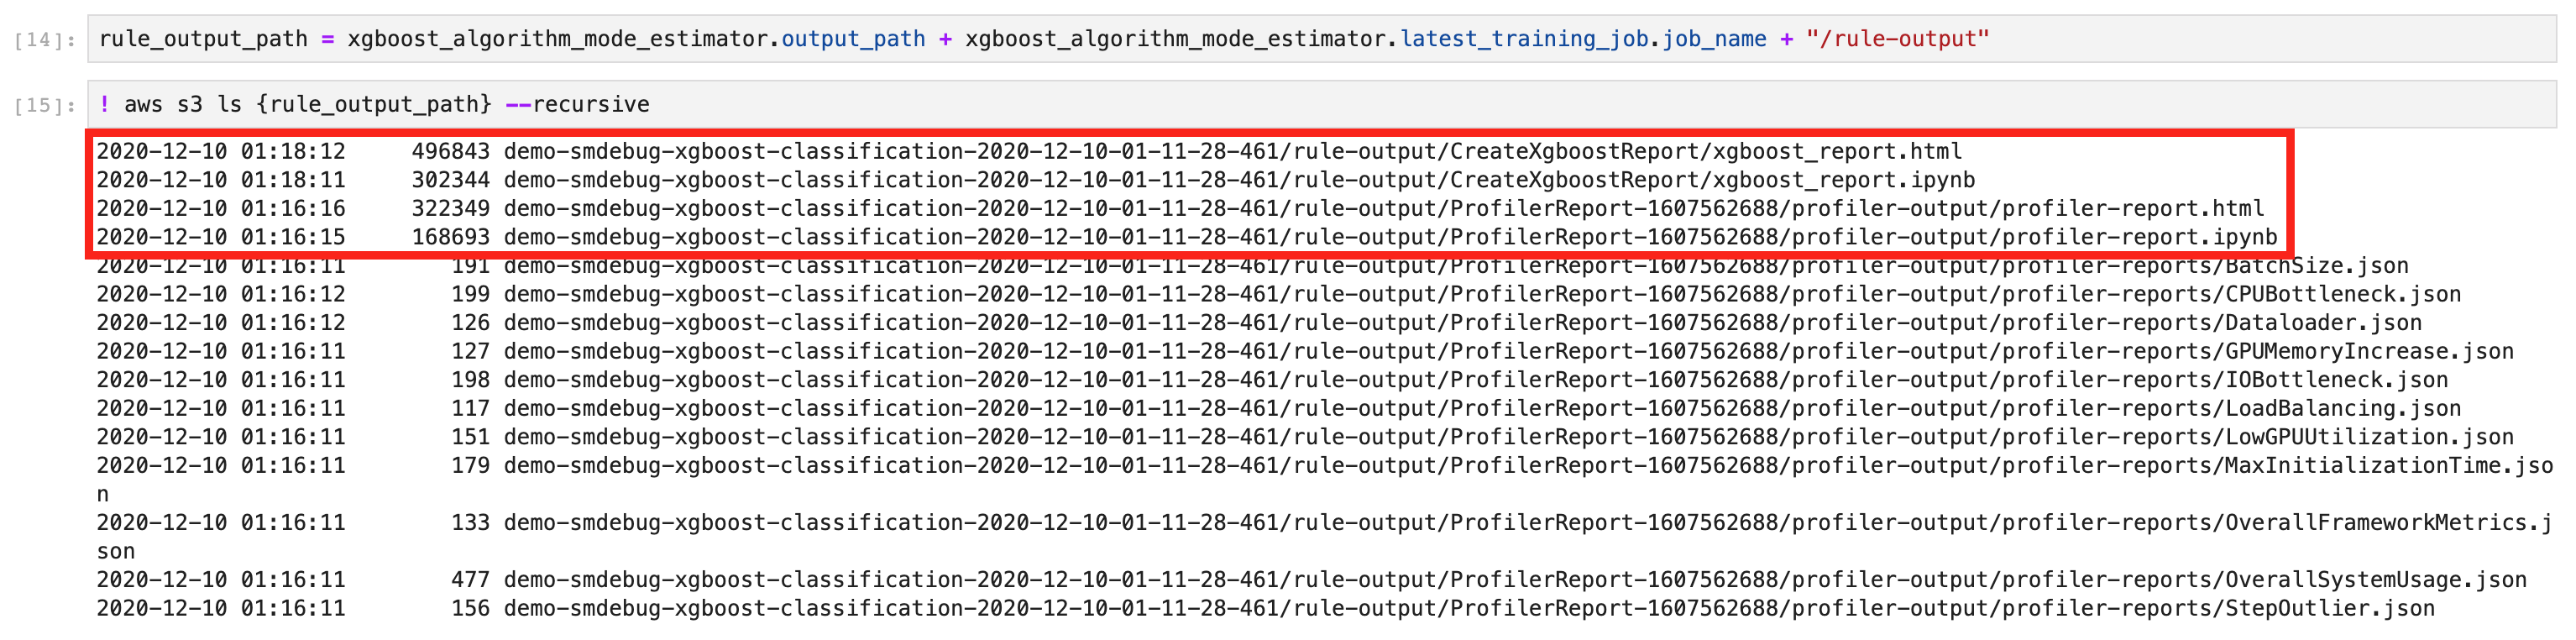 [14]: rule_output_path = xgboost_algorithm_mode_estimator.output_path + xgboost_algorithm_mode_estimator.latest_training_job.job_name + "/rule-output"
[15]: ! aws s3 ls {rule_output_path} --recursive
2020-12-10 01:18:12     496843 demo-smdebug-xgboost-classification-2020-12-10-01-11-28-461/rule-output/CreateXgboostReport/xgboost_report.html
2020-12-10 01:18:11     302344 demo-smdebug-xgboost-classification-2020-12-10-01-11-28-461/rule-output/CreateXgboostReport/xgboost_report.ipynb
2020-12-10 01:16:16     322349 demo-smdebug-xgboost-classification-2020-12-10-01-11-28-461/rule-output/ProfilerReport-1607562688/profiler-output/profiler-report.html
2020-12-10 01:16:15     168693 demo-smdebug-xgboost-classification-2020-12-10-01-11-28-461/rule-output/ProfilerReport-1607562688/profiler-output/profiler-report.ipynb
2020-12-10 01:16:11        191 demo-smdebug-xgboost-classification-2020-12-10-01-11-28-461/rule-output/ProfilerReport-1607562688/profiler-output/profiler-reports/BatchSize.json
2020-12-10 01:16:12        199 demo-smdebug-xgboost-classification-2020-12-10-01-11-28-461/rule-output/ProfilerReport-1607562688/profiler-output/profiler-reports/CPUBottleneck.json
2020-12-10 01:16:12        126 demo-smdebug-xgboost-classification-2020-12-10-01-11-28-461/rule-output/ProfilerReport-1607562688/profiler-output/profiler-reports/Dataloader.json
2020-12-10 01:16:11        127 demo-smdebug-xgboost-classification-2020-12-10-01-11-28-461/rule-output/ProfilerReport-1607562688/profiler-output/profiler-reports/GPUMemoryIncrease.json
2020-12-10 01:16:11        198 demo-smdebug-xgboost-classification-2020-12-10-01-11-28-461/rule-output/ProfilerReport-1607562688/profiler-output/profiler-reports/IOBottleneck.json
2020-12-10 01:16:11        117 demo-smdebug-xgboost-classification-2020-12-10-01-11-28-461/rule-output/ProfilerReport-1607562688/profiler-output/profiler-reports/LoadBalancing.json
2020-12-10 01:16:11        151 demo-smdebug-xgboost-classification-2020-12-10-01-11-28-461/rule-output/ProfilerReport-1607562688/profiler-output/profiler-reports/LowGPUUtilization.json
2020-12-10 01:16:11        179 demo-smdebug-xgboost-classification-2020-12-10-01-11-28-461/rule-output/ProfilerReport-1607562688/profiler-output/profiler-reports/MaxInitializationTime.jso
n
2020-12-10 01:16:11        133 demo-smdebug-xgboost-classification-2020-12-10-01-11-28-461/rule-output/ProfilerReport-1607562688/profiler-output/profiler-reports/OverallFrameworkMetrics.j
son
2020-12-10 01:16:11        477 demo-smdebug-xgboost-classification-2020-12-10-01-11-28-461/rule-output/ProfilerReport-1607562688/profiler-output/profiler-reports/OverallSystemUsage.json
2020-12-10 01:16:11        156 demo-smdebug-xgboost-classification-2020-12-10-01-11-28-461/rule-output/ProfilerReport-1607562688/profiler-output/profiler-reports/StepOutlier.json